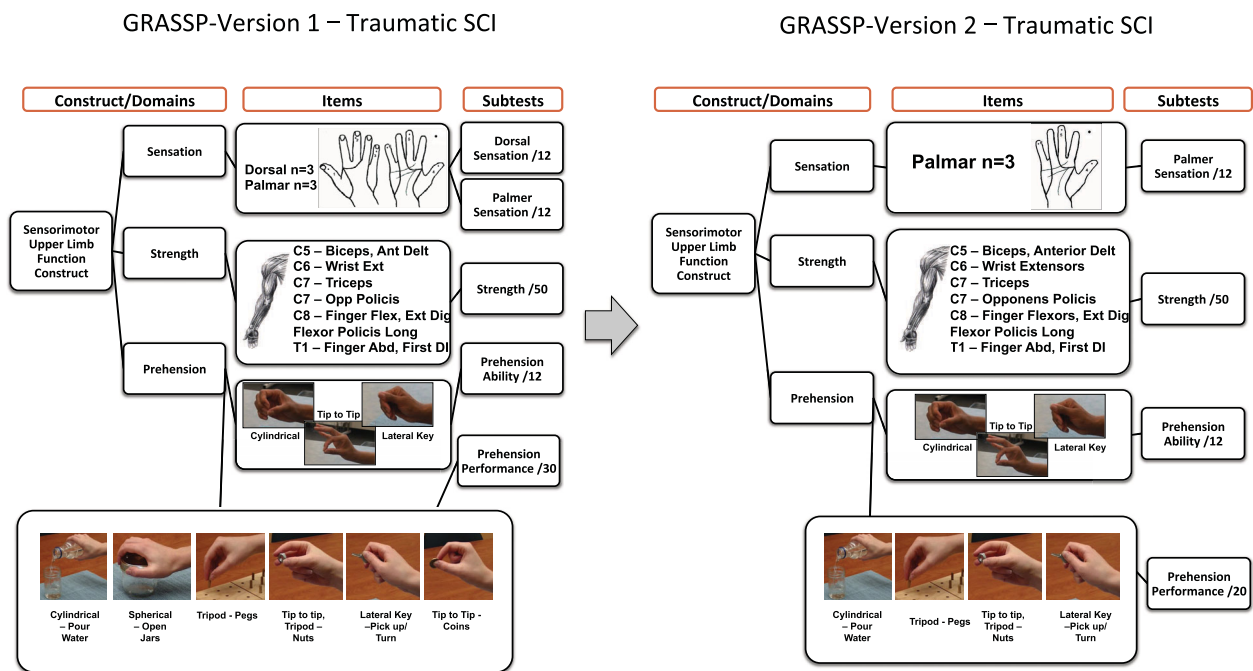 GRASSP-Version 1 – Traumatic SCI
Construct/Domains
Items
Subtests
Sensorimotor
Upper Limb
Function
Construct
Sensation
Dorsal n=3
Palmar n=3
Dorsal
Sensation /12
Palmer
Sensation /12
Strength
C5 – Biceps, Ant Delt
C6 – Wrist Ext
C7 – Triceps
C7 – Opp Policis
C8 – Finger Flex, Ext Dig
Flexor Policis Long
T1 – Finger Abd, First DI
Strength /50
Prehension
Cylindrical
Tip to Tip
Lateral Key
Prehension
Ability /12
Prehension
Performance /30
Cylindrical
– Pour
Water
Spherical
– Open
Jars
Tripod - Pegs
Tip to tip,
Tripod –
Nuts
Lateral Key
–Pick up/
Turn
Tip to Tip -
Coins
GRASSP-Version 2 – Traumatic SCI
Construct/Domains
Items
Subtests
Sensorimotor
Upper Limb
Function
Construct
Sensation
Palmar n=3
Palmer
Sensation /12
Strength
C5 – Biceps, Anterior Delt
C6 – Wrist Extensors
C7 – Triceps
C7 – Opponens Policis
C8 – Finger Flexors, Ext Dig
Flexor Policis Long
T1 – Finger Abd, First DI
Strength /50
Prehension
Cylindrical
Tip to Tip
Lateral Key
Prehension
Ability /12
Cylindrical
– Pour
Water
Tripod - Pegs
Tip to tip,
Tripod –
Nuts
Lateral Key
–Pick up/
Turn
Prehension
Performance /20